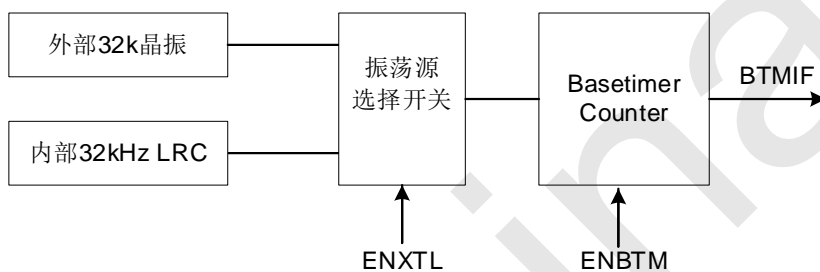 外部32k晶振
内部32kHz LRC
振荡源
选择开关
ENXTL
Basetimer
Counter
ENBTM
BTMIF